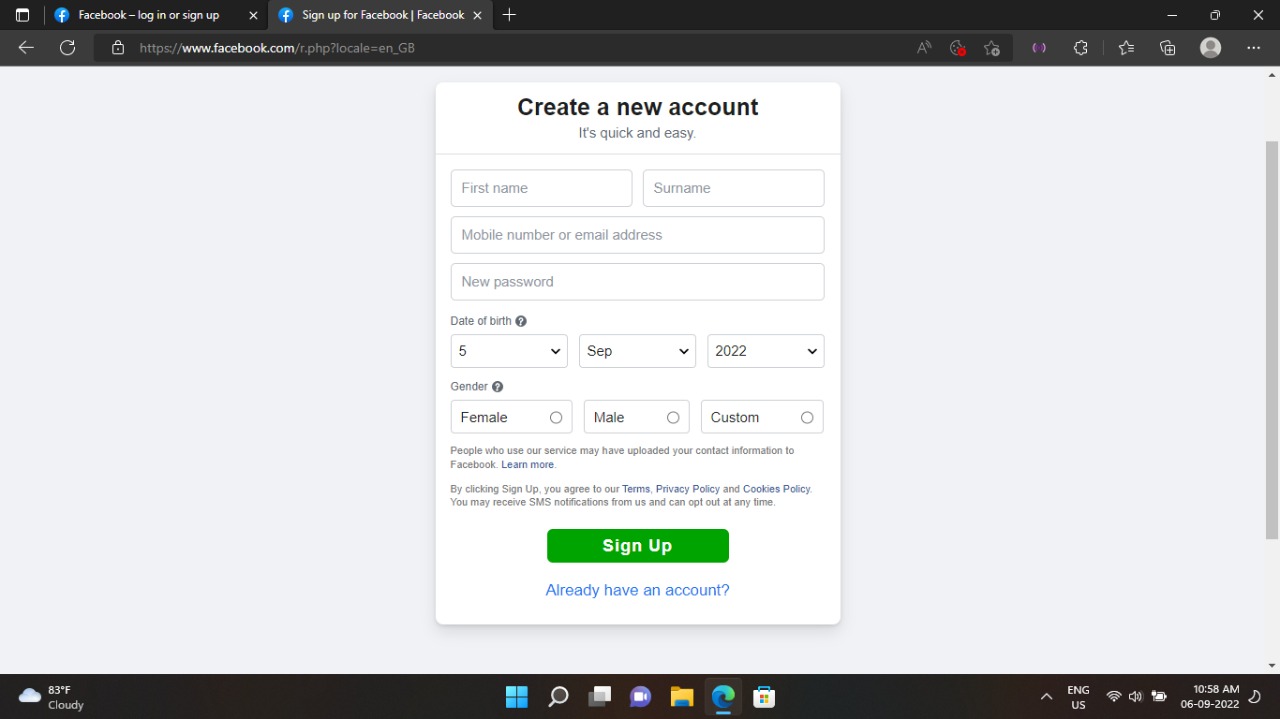 Facebook – log in or sign up
Sign up for Facebook | Facebook
https://www.facebook.com/r.php?locale=en_GB
Create a new account
It's quick and easy.
First name Surname
Mobile number or email address
New password
Date of birth ?
5 Sep 2022
Gender ?
Female Male Custom
People who use our service may have uploaded your contact information to
Facebook. Learn more.
By clicking Sign Up, you agree to our Terms, Privacy Policy and Cookies Policy.
You may receive SMS notifications from us and can opt out at any time.
Sign Up
Already have an account?
83°F
Cloudy
ENG
US
10:58 AM
06-09-2022